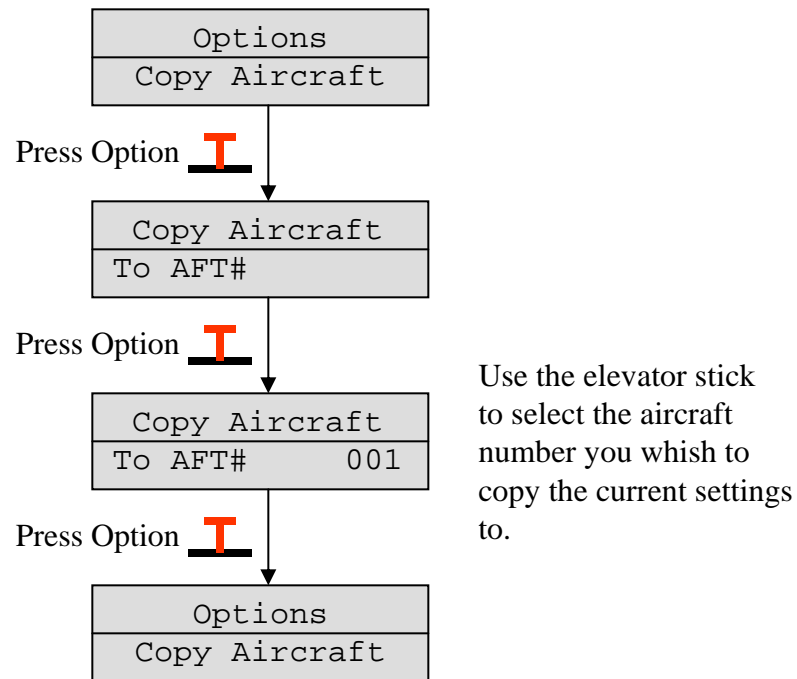 Options
Copy Aircraft
Press Option
Copy Aircraft
To AFT#
Press Option
Copy Aircraft
To AFT# 001
Use the elevator stick
to select the aircraft
number you whish to
copy the current settings
to.
Press Option
Options
Copy Aircraft